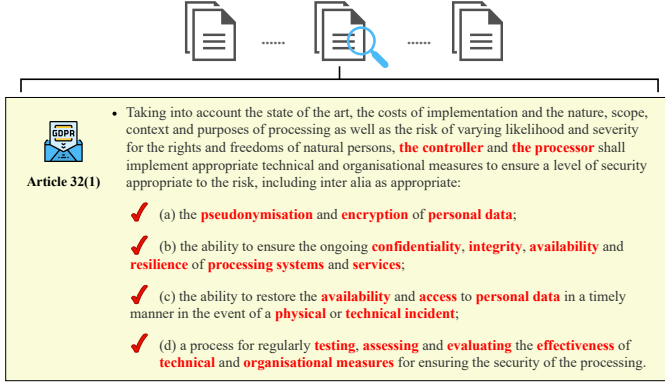 ...... ......
GDPR
Article 32(1)
• Taking into account the state of the art, the costs of implementation and the nature, scope,
context and purposes of processing as well as the risk of varying likelihood and severity
for the rights and freedoms of natural persons, the controller and the processor shall
implement appropriate technical and organisational measures to ensure a level of security
appropriate to the risk, including inter alia as appropriate:
(a) the pseudonymisation and encryption of personal data;
(b) the ability to ensure the ongoing confidentiality, integrity, availability and
resilience of processing systems and services;
(c) the ability to restore the availability and access to personal data in a timely
manner in the event of a physical or technical incident;
(d) a process for regularly testing, assessing and evaluating the effectiveness of
technical and organisational measures for ensuring the security of the processing.